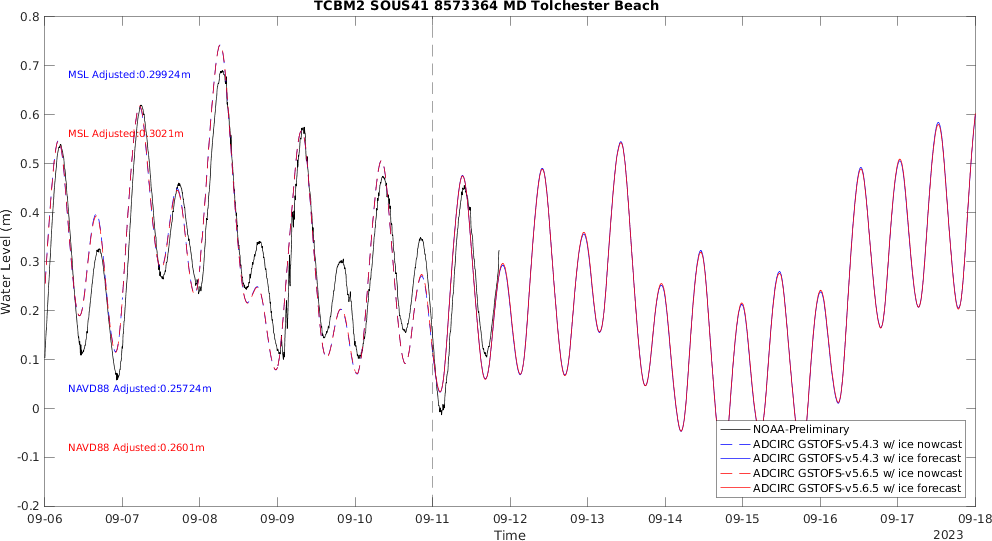 TCBM2 SOUS41 8573364 MD Tolchester Beach
Water Level (m)
0.8
0.7
0.6
0.5
0.4
0.3
0.2
0.1
0
-0.1
-0.2
MSL Adjusted:0.29924m
MSL Adjusted:0.3021m
NAVD88 Adjusted:0.25724m
NAVD88 Adjusted:0.2601m
NOAA-Preliminary
ADCIRC GSTOFS-v5.4.3 w/ ice nowcast
ADCIRC GSTOFS-v5.4.3 w/ ice forecast
ADCIRC GSTOFS-v5.6.5 w/ ice nowcast
ADCIRC GSTOFS-v5.6.5 w/ ice forecast
09-06 09-07 09-08 09-09 09-10 09-11 09-12 09-13 09-14 09-15 09-16 09-17 09-18
Time
2023